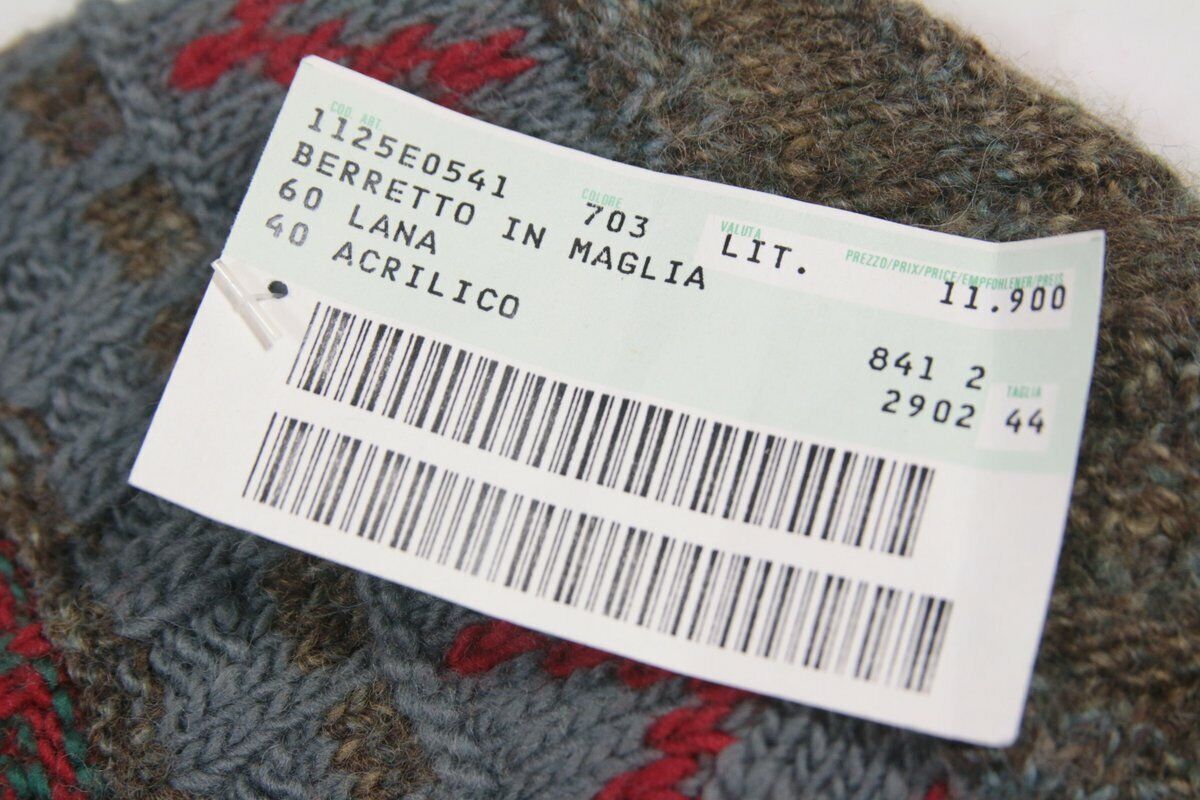 COD. ART
1125E0541
COLORE
703
VALUTA
LIT.
PREZZO/PRIX/PRICE/EMPFOHLENER/PREIS
11.900
BERRETTO IN MAGLIA
60 LANA
40 ACRILICO
841 2
2902
TAGLIA
44